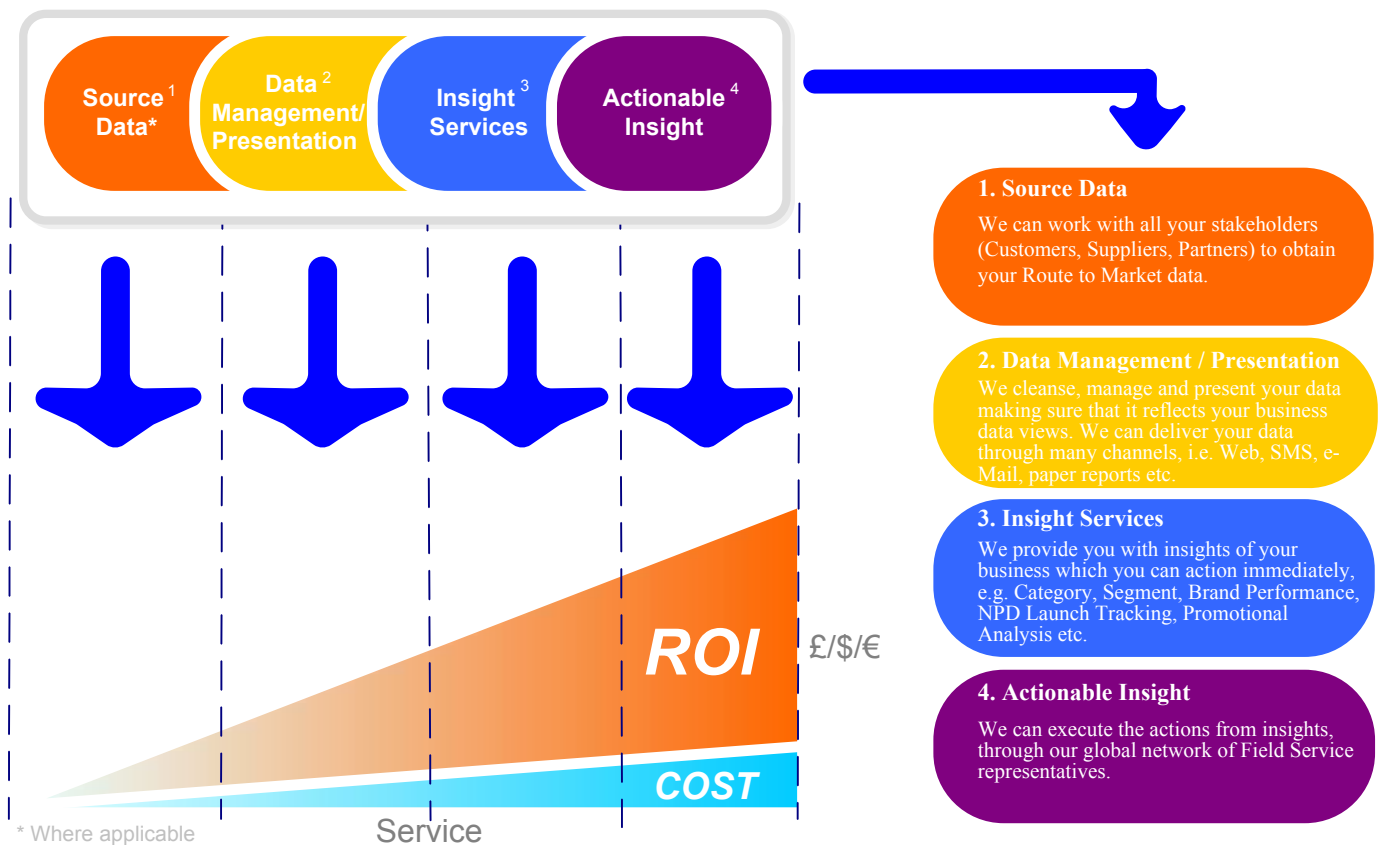 Source 1
Data*
Data 2
Management/
Presentation
Insight 3
Services
Actionable 4
Insight
1. Source Data
We can work with all your stakeholders
(Customers, Suppliers, Partners) to obtain
your Route to Market data.
2. Data Management / Presentation
We cleanse, manage and present your data
making sure that it reflects your business
data views. We can deliver your data
through many channels, i.e. Web, SMS, e-
Mail, paper reports etc.
3. Insight Services
We provide you with insights of your
business which you can action immediately,
e.g. Category, Segment, Brand Performance,
NPD Launch Tracking, Promotional
Analysis etc.
4. Actionable Insight
We can execute the actions from insights,
through our global network of Field Service
representatives.
ROI
£/$/€
COST
Service
* Where applicable